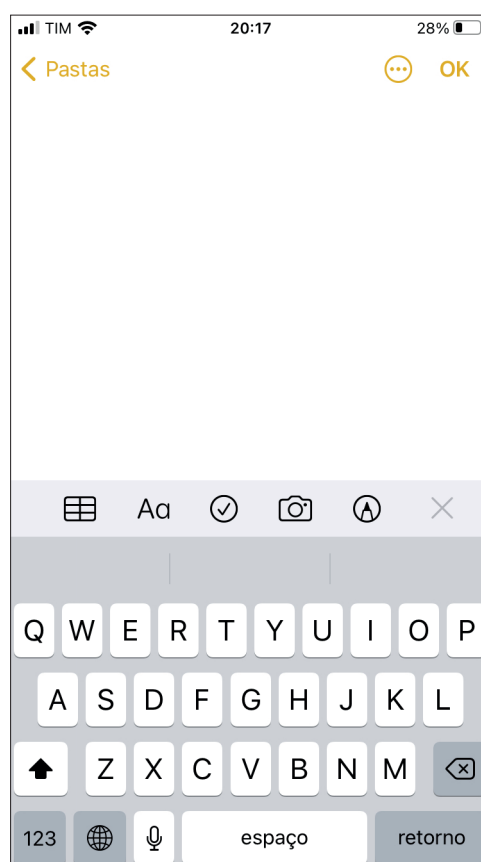 TIM 20:17 28%
Pastas OK
Aa
Q W E R T Y U I O P
A S D F G H J K L
Z X C V B N M
123 espaço retorno